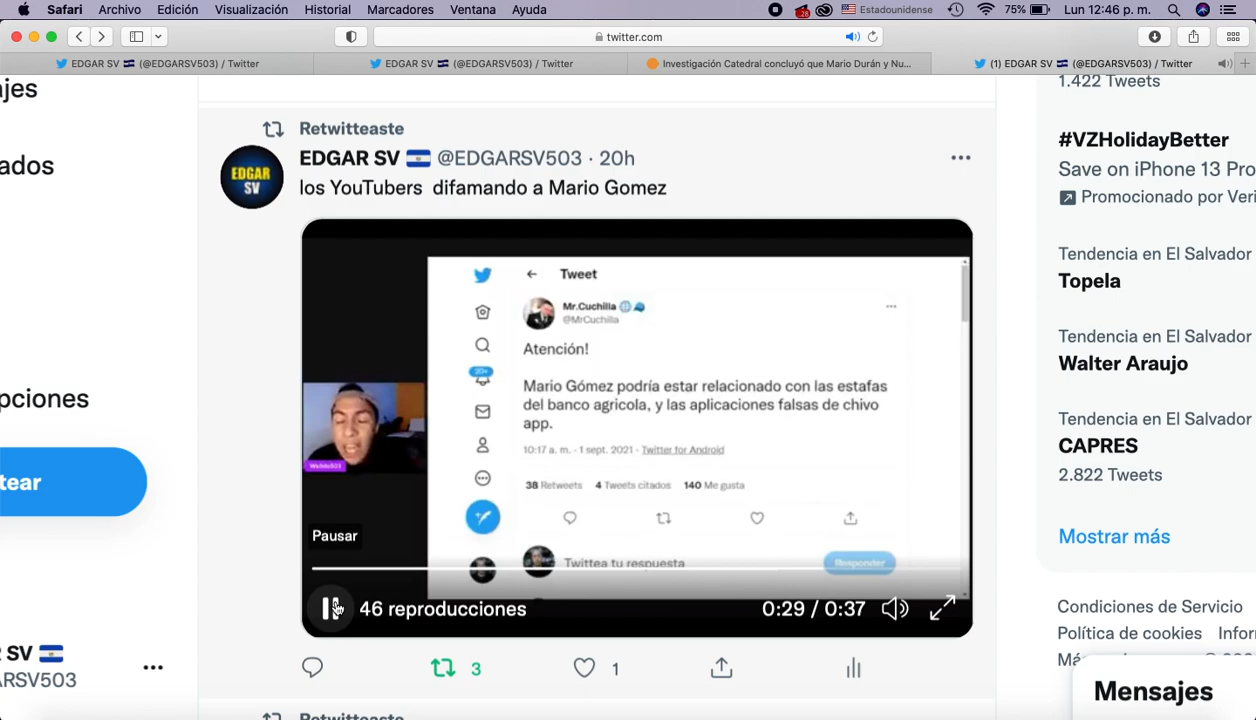 Safari Archivo Edición Visualización Historial Marcadores Ventana Ayuda
28 Estadounidense 75% Lun 12:46 p. m.
twitter.com
EDGAR SV (@EDGARSV503) / Twitter
EDGAR SV (@EDGARSV503) / Twitter
Investigación Catedral concluyó que Mario Durán y Nu...
(1) EDGAR SV (@EDGARSV503) / Twitter
jes
ados
pciones
tear
SV
ARSV503
Retwitteaste
EDGAR SV @EDGARSV503 · 20h
los YouTubers difamando a Mario Gomez
EDGAR
SV
Tweet
Mr.Cuchilla
@MrCuchilla
Atención!
Mario Gómez podría estar relacionado con las estafas
del banco agricola, y las aplicaciones falsas de chivo
app.
10:17 a. m. · 1 sept. 2021 · Twitter for Android
38 Retweets 4 Tweets citados 140 Me gusta
20+
Twittea tu respuesta
Responder
Pausar
46 reproducciones
0:29 / 0:37
3
1
Retwitteaste
1.422 Tweets
#VZHolidayBetter
Save on iPhone 13 Pro
Promocionado por Veri
Tendencia en El Salvador
Topela
Tendencia en El Salvador
Walter Araujo
Tendencia en El Salvador
CAPRES
2.822 Tweets
Mostrar más
Condiciones de Servicio
Política de cookies Infor
Má
Mensajes